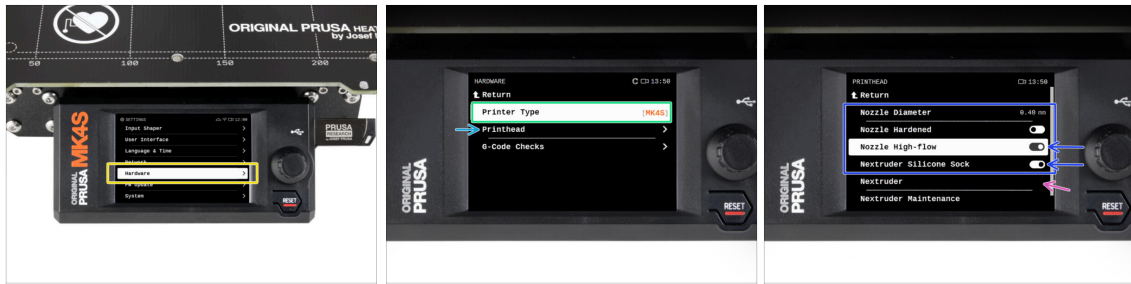 ORIGINAL PRUSA HEAT
by Josef
50 100 150 200
ORIGINAL
PRUSA MK4S
SETTINGS 12:00
Input Shaper
User Interface
Language & Time
Network
Hardware
FW Update
System
PRUSA
RESEARCH
by JOSEF PRUSA
RESET
ORIGINAL
PRUSA
HARDWARE 13:50
Return
Printer Type [MK4S]
Printhead
G-Code Checks
RESET
ORIGINAL
PRUSA
PRINTHEAD 13:50
Return
Nozzle Diameter 0.40 mm
Nozzle Hardened
Nozzle High-flow
Nextruder Silicone Sock
Nextruder
Nextruder Maintenance
RESET